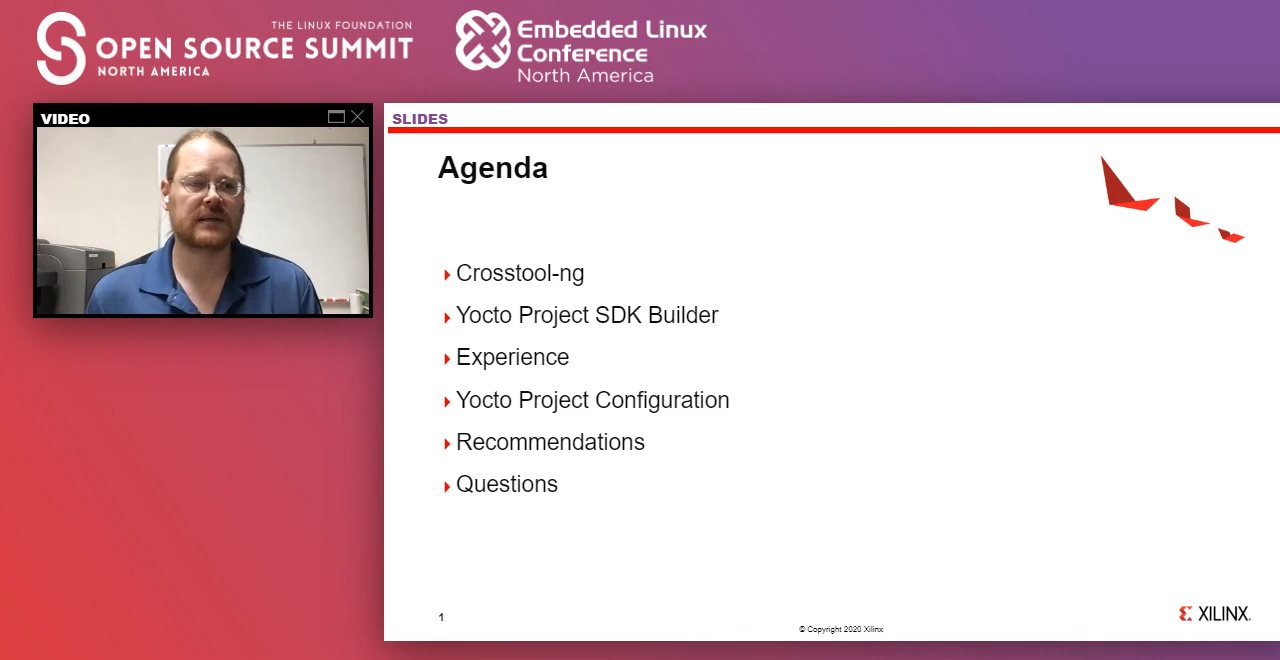 THE LINUX FOUNDATION
OPEN SOURCE SUMMIT
NORTH AMERICA
Embedded Linux
Conference
North America
VIDEO
SLIDES
Agenda
Crosstool-ng
Yocto Project SDK Builder
Experience
Yocto Project Configuration
Recommendations
Questions
1
© Copyright 2020 Xilinx
XILINX.